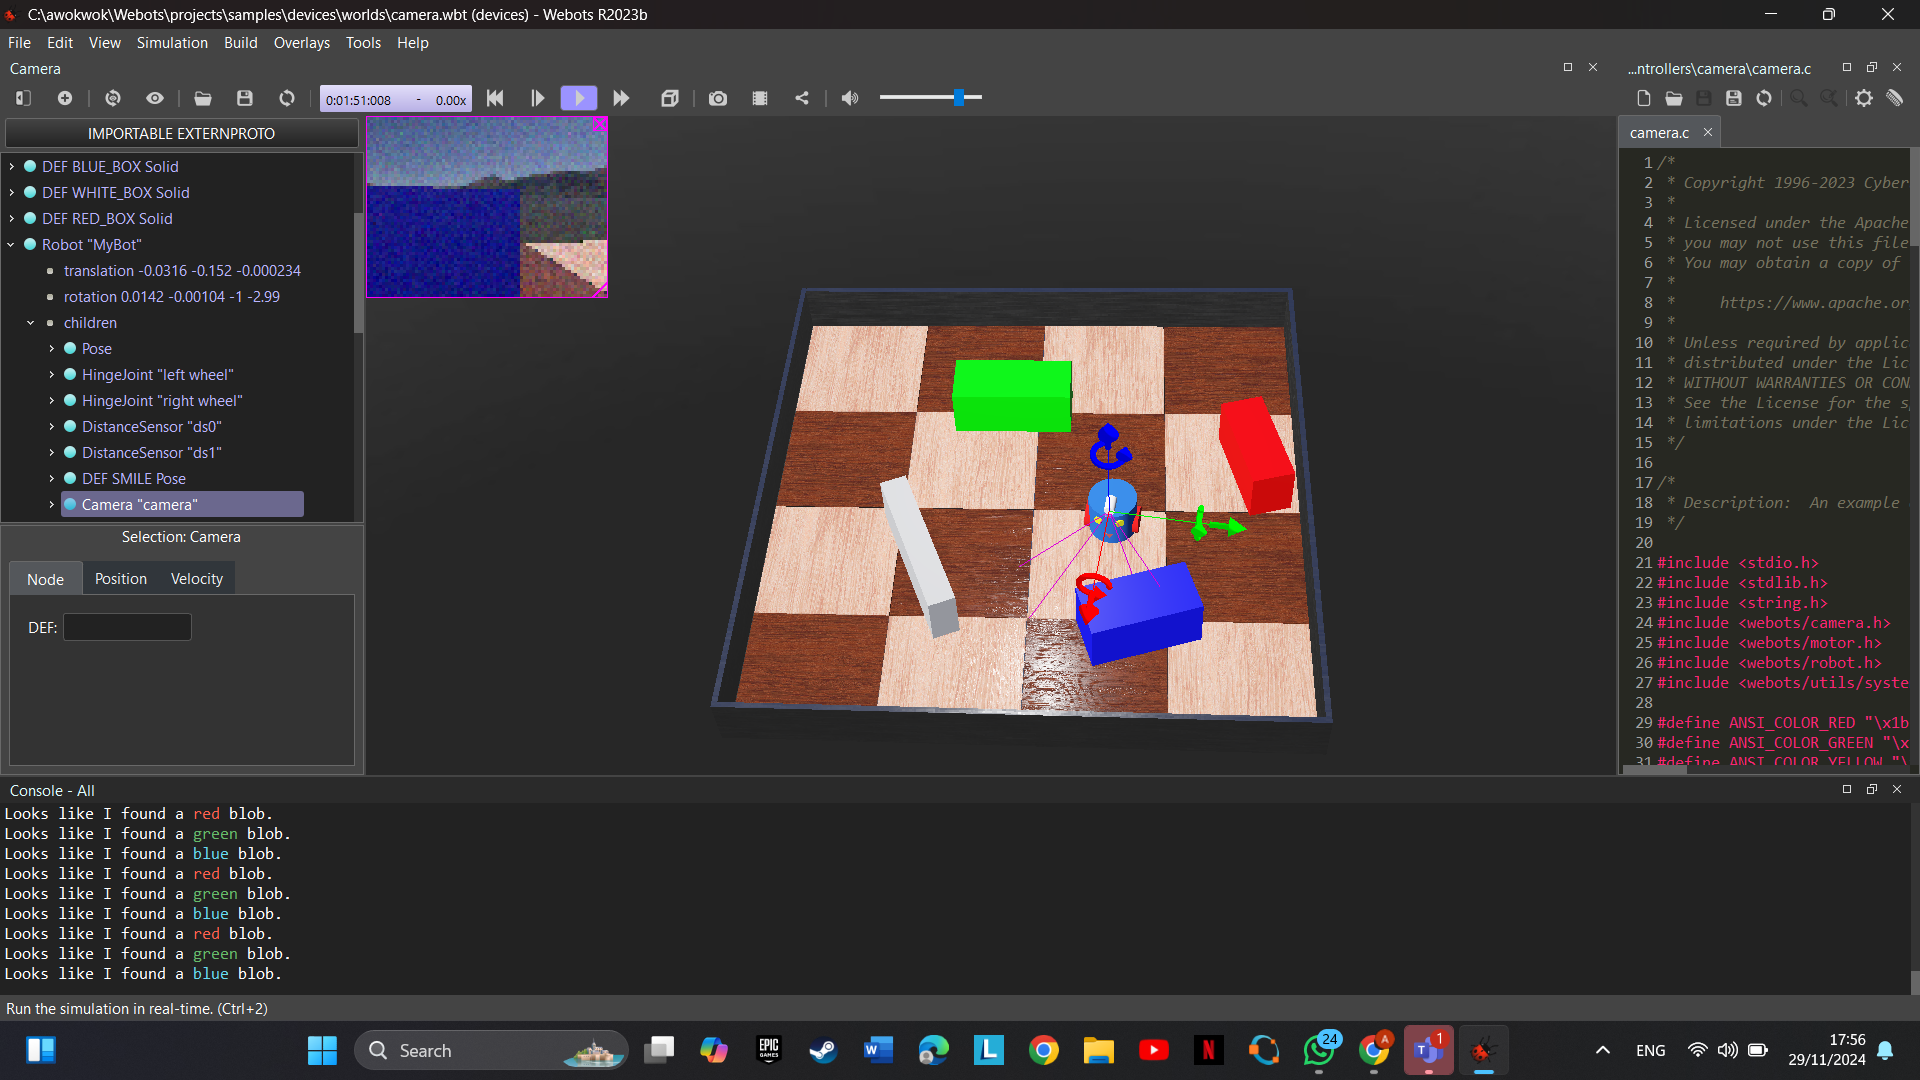 C:\awokwok\Webots\projects\samples\devices\worlds\camera.wbt (devices) - Webots R2023b
File Edit View Simulation Build Overlays Tools Help
Camera
...ntrollers\camera\camera.c
0:01:51:008 - 0.00x
IMPORTABLE EXTERNPROTO
DEF BLUE_BOX Solid
DEF WHITE_BOX Solid
DEF RED_BOX Solid
Robot "MyBot"
translation -0.0316 -0.152 -0.000234
rotation 0.0142 -0.00104 -1 -2.99
children
Pose
HingeJoint "left wheel"
HingeJoint "right wheel"
DistanceSensor "ds0"
DistanceSensor "ds1"
DEF SMILE Pose
Camera "camera"
Selection: Camera
Node Position Velocity
DEF:
camera.c
1 /*
2 * Copyright 1996-2023 Cyber
3 *
4 * Licensed under the Apache
5 * you may not use this file
6 * You may obtain a copy of
7 *
8 * https://www.apache.or
9 *
10 * Unless required by applic
11 * distributed under the Lic
12 * WITHOUT WARRANTIES OR CON
13 * See the License for the s
14 * limitations under the Lic
15 */
16
17 /*
18 * Description: An example
19 */
20
21 #include <stdio.h>
22 #include <stdlib.h>
23 #include <string.h>
24 #include <webots/camera.h>
25 #include <webots/motor.h>
26 #include <webots/robot.h>
27 #include <webots/utils/syste
28
29 #define ANSI_COLOR_RED "\x1b
30 #define ANSI_COLOR_GREEN "\x
31 #define ANSI_COLOR_YELLOW "\
Console - All
Looks like I found a red blob.
Looks like I found a green blob.
Looks like I found a blue blob.
Looks like I found a red blob.
Looks like I found a green blob.
Looks like I found a blue blob.
Looks like I found a red blob.
Looks like I found a green blob.
Looks like I found a blue blob.
Run the simulation in real-time. (Ctrl+2)
Search
EPIC GAMES
W
L
N
24
A
T
1
ENG
17:56
29/11/2024